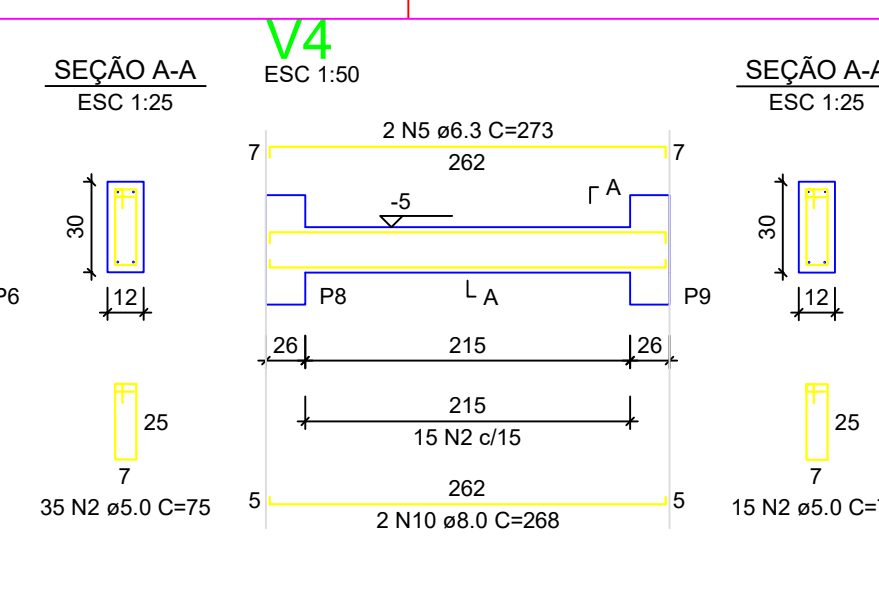 V4
ESC 1:50
SEÇÃO A-A
ESC 1:25
30
12
25
7
35 N2 ø5.0 C=75
P6
2 N5 ø6.3 C=273
7
262
7
A
-5
A
P8
P9
26
215
26
215
15 N2 c/15
262
5
5
2 N10 ø8.0 C=268
SEÇÃO A-A
ESC 1:25
30
12
25
7
15 N2 ø5.0 C=